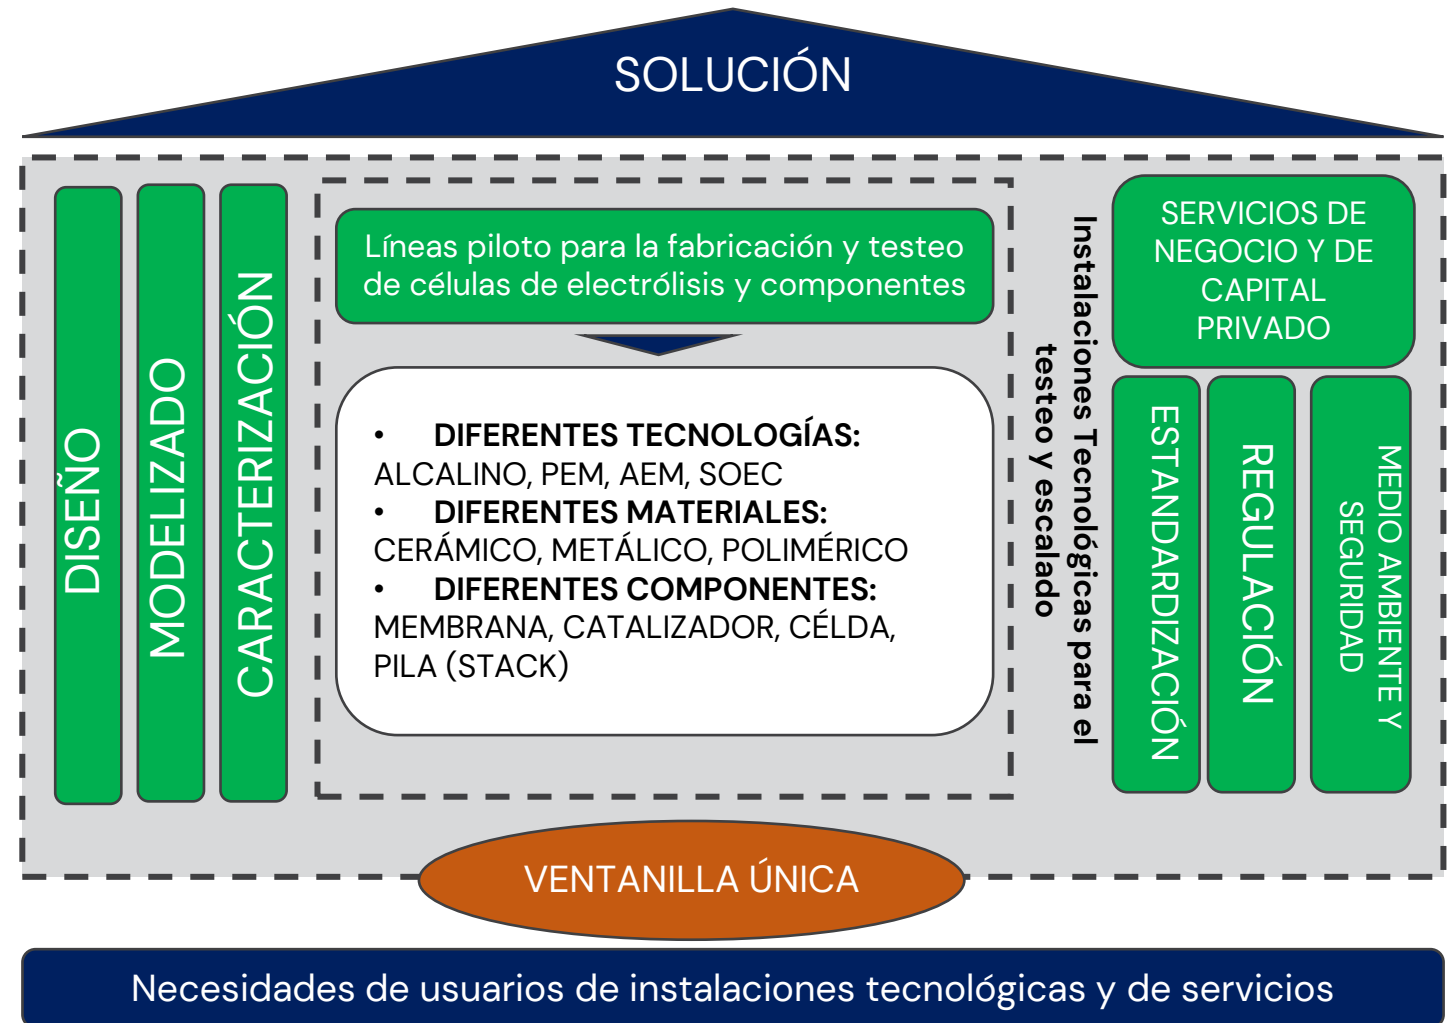 SOLUCIÓN
DISEÑO
MODELIZADO
CARACTERIZACIÓN
Líneas piloto para la fabricación y testeo
de células de electrólisis y componentes
• DIFERENTES TECNOLOGÍAS:
ALCALINO, PEM, AEM, SOEC
• DIFERENTES MATERIALES:
CERÁMICO, METÁLICO, POLIMÉRICO
• DIFERENTES COMPONENTES:
MEMBRANA, CATALIZADOR, CÉLDA,
PILA (STACK)
Instalaciones Tecnológicas para el
testeo y escalado
SERVICIOS DE
NEGOCIO Y DE
CAPITAL
PRIVADO
ESTANDARDIZACIÓN
REGULACIÓN
MEDIO AMBIENTE Y
SEGURIDAD
VENTANILLA ÚNICA
Necesidades de usuarios de instalaciones tecnológicas y de servicios